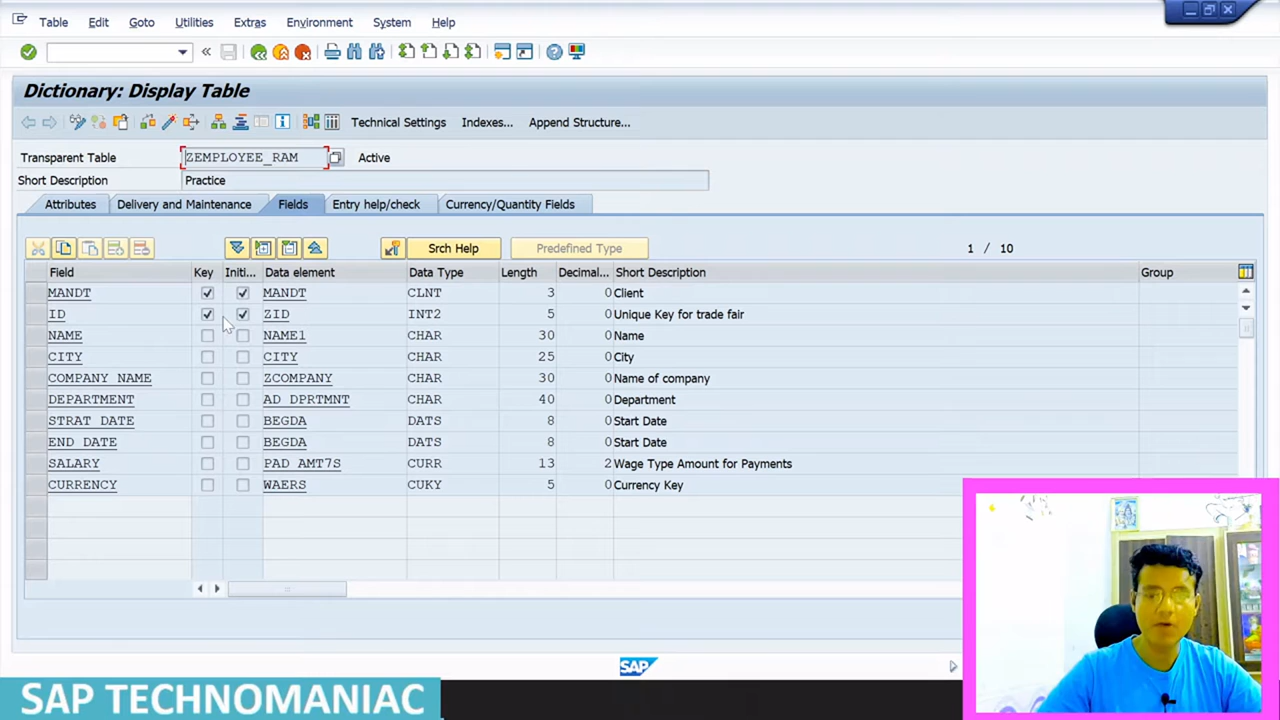 Table Edit Goto Utilities Extras Environment System Help
Dictionary: Display Table
Technical Settings Indexes... Append Structure...
Transparent Table ZEMPLOYEE_RAM Active
Short Description Practice
Attributes Delivery and Maintenance Fields Entry help/check Currency/Quantity Fields
Srch Help Predefined Type 1 / 10
Field Key Initi... Data element Data Type Length Decimal... Short Description Group
MANDT MANDT CLNT 3 0 Client
ID ZID INT2 5 0 Unique Key for trade fair
NAME NAME1 CHAR 30 0 Name
CITY CITY CHAR 25 0 City
COMPANY NAME ZCOMPANY CHAR 30 0 Name of company
DEPARTMENT AD DPRTMNT CHAR 40 0 Department
STRAT DATE BEGDA DATS 8 0 Start Date
END DATE BEGDA DATS 8 0 Start Date
SALARY PAD AMT7S CURR 13 2 Wage Type Amount for Payments
CURRENCY WAERS CUKY 5 0 Currency Key
SAP
SAP TECHNOMANIAC